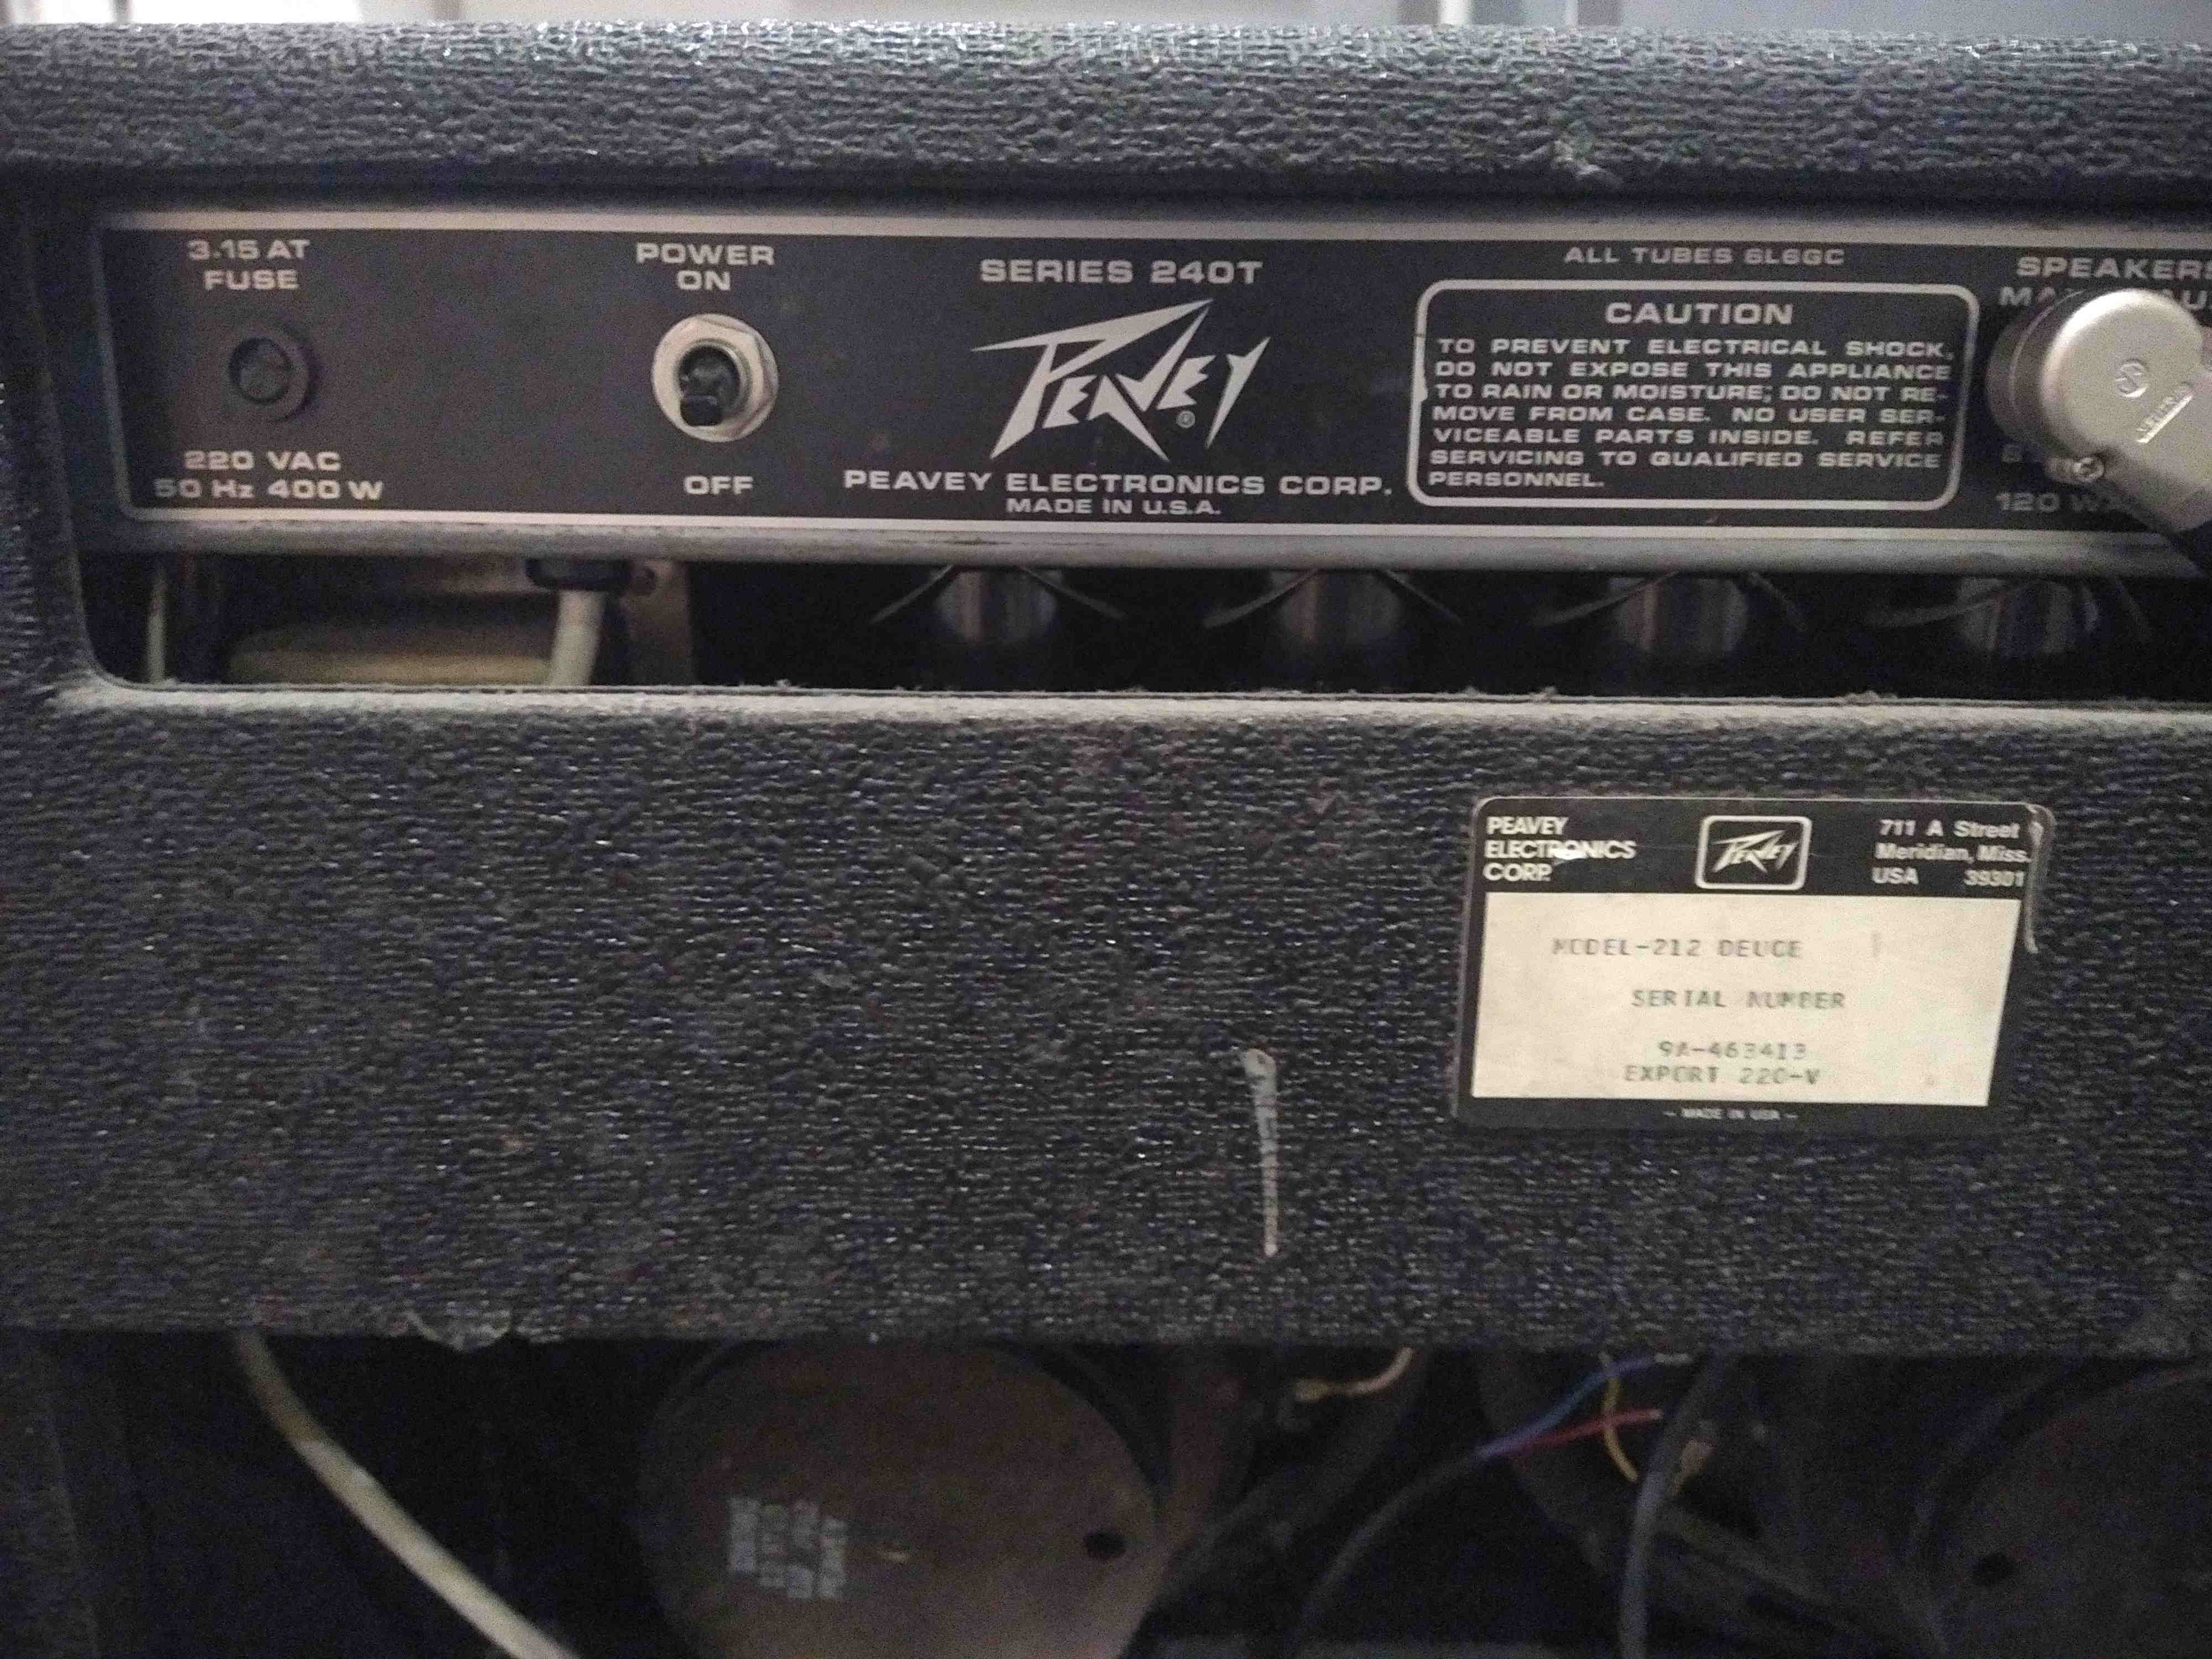 3.15 AT
FUSE
220 VAC
50 Hz 400 W
POWER
ON
OFF
SERIES 240T
PEAVEY
®
PEAVEY ELECTRONICS CORP.
MADE IN U.S.A.
ALL TUBES 6L6GC
CAUTION
TO PREVENT ELECTRICAL SHOCK,
DO NOT EXPOSE THIS APPLIANCE
TO RAIN OR MOISTURE; DO NOT RE-
MOVE FROM CASE. NO USER SER-
VICEABLE PARTS INSIDE. REFER
SERVICING TO QUALIFIED SERVICE
PERSONNEL.
SPEAKER
120
PEAVEY
ELECTRONICS
CORP.
PEAVEY
711 A Street
Meridian, Miss.
USA 39301
MODEL-212 DEUCE
SERIAL NUMBER
9A-463413
EXPORT 220-V
- MADE IN USA -